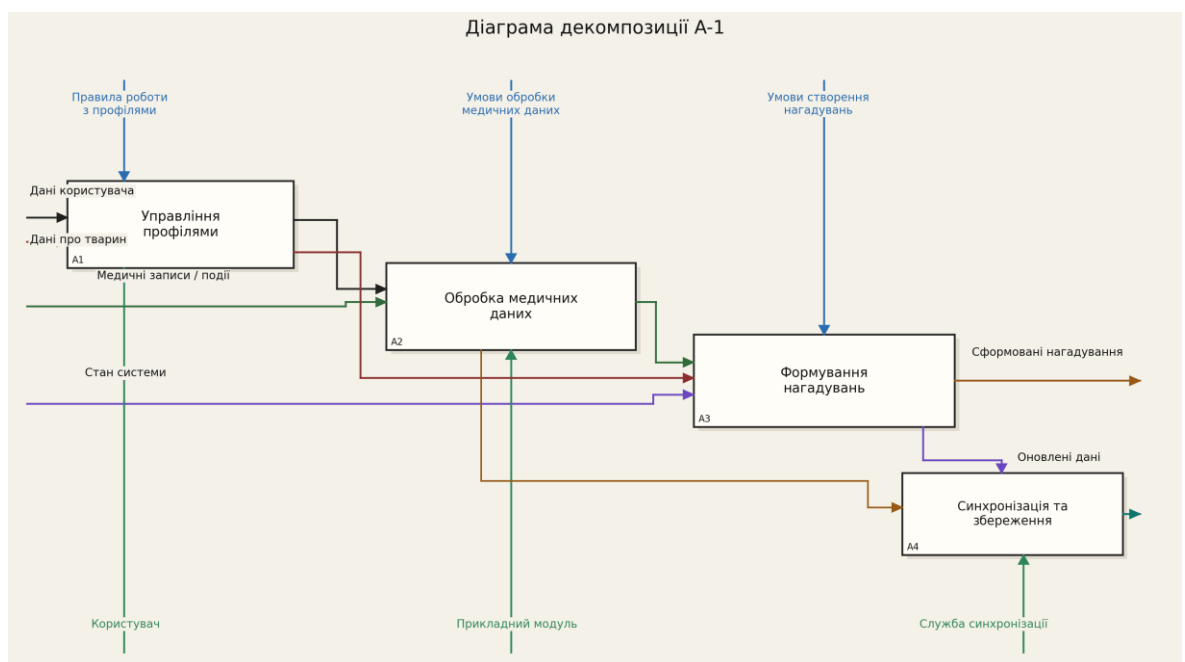 Діаграма декомпозиції А-1
Правила роботи
з профілями
Умови обробки
медичних даних
Умови створення
нагадувань
Дані користувача
Управління
профілями
Дані про тварин
A1
Медичні записи / події
Обробка медичних
даних
A2
Стан системи
Формування
нагадувань
A3
Сформовані нагадування
Оновлені дані
Синхронізація та
збереження
A4
Користувач
Прикладний модуль
Служба синхронізації